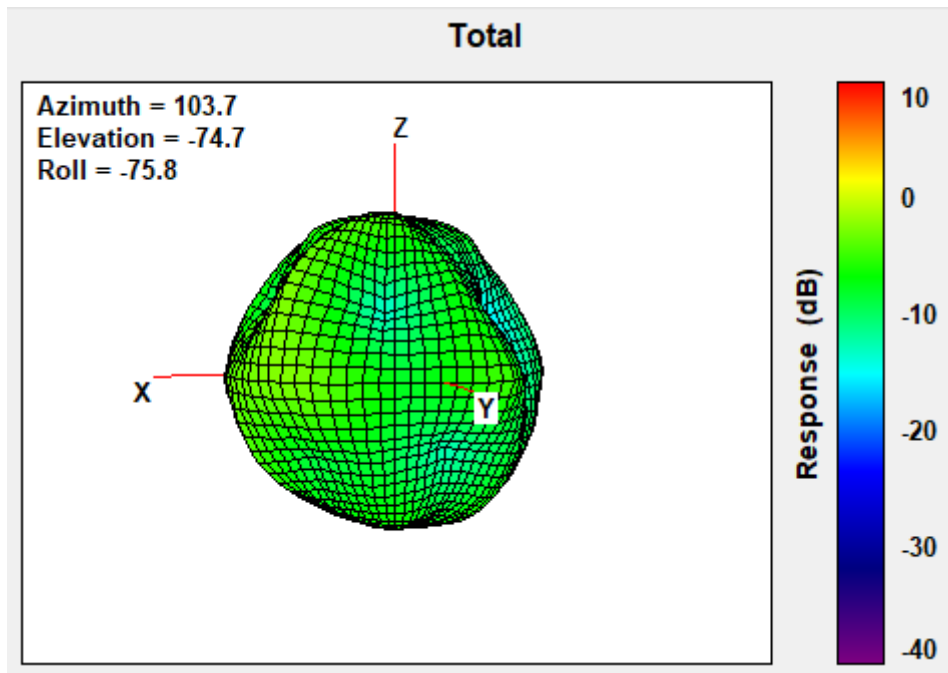 Total
Azimuth = 103.7
Elevation = -74.7
Roll = -75.8
Z
X
Y
Response (dB)
10
0
-10
-20
-30
-40